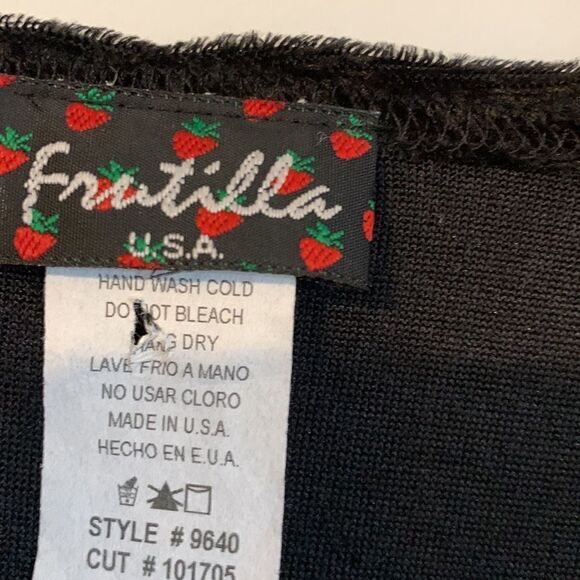 Frutilla
U.S.A.
HAND WASH COLD
DO NOT BLEACH
HANG DRY
LAVE FRIO A MANO
NO USAR CLORO
MADE IN U.S.A.
HECHO EN E.U.A.
STYLE # 9640
CUT # 101705